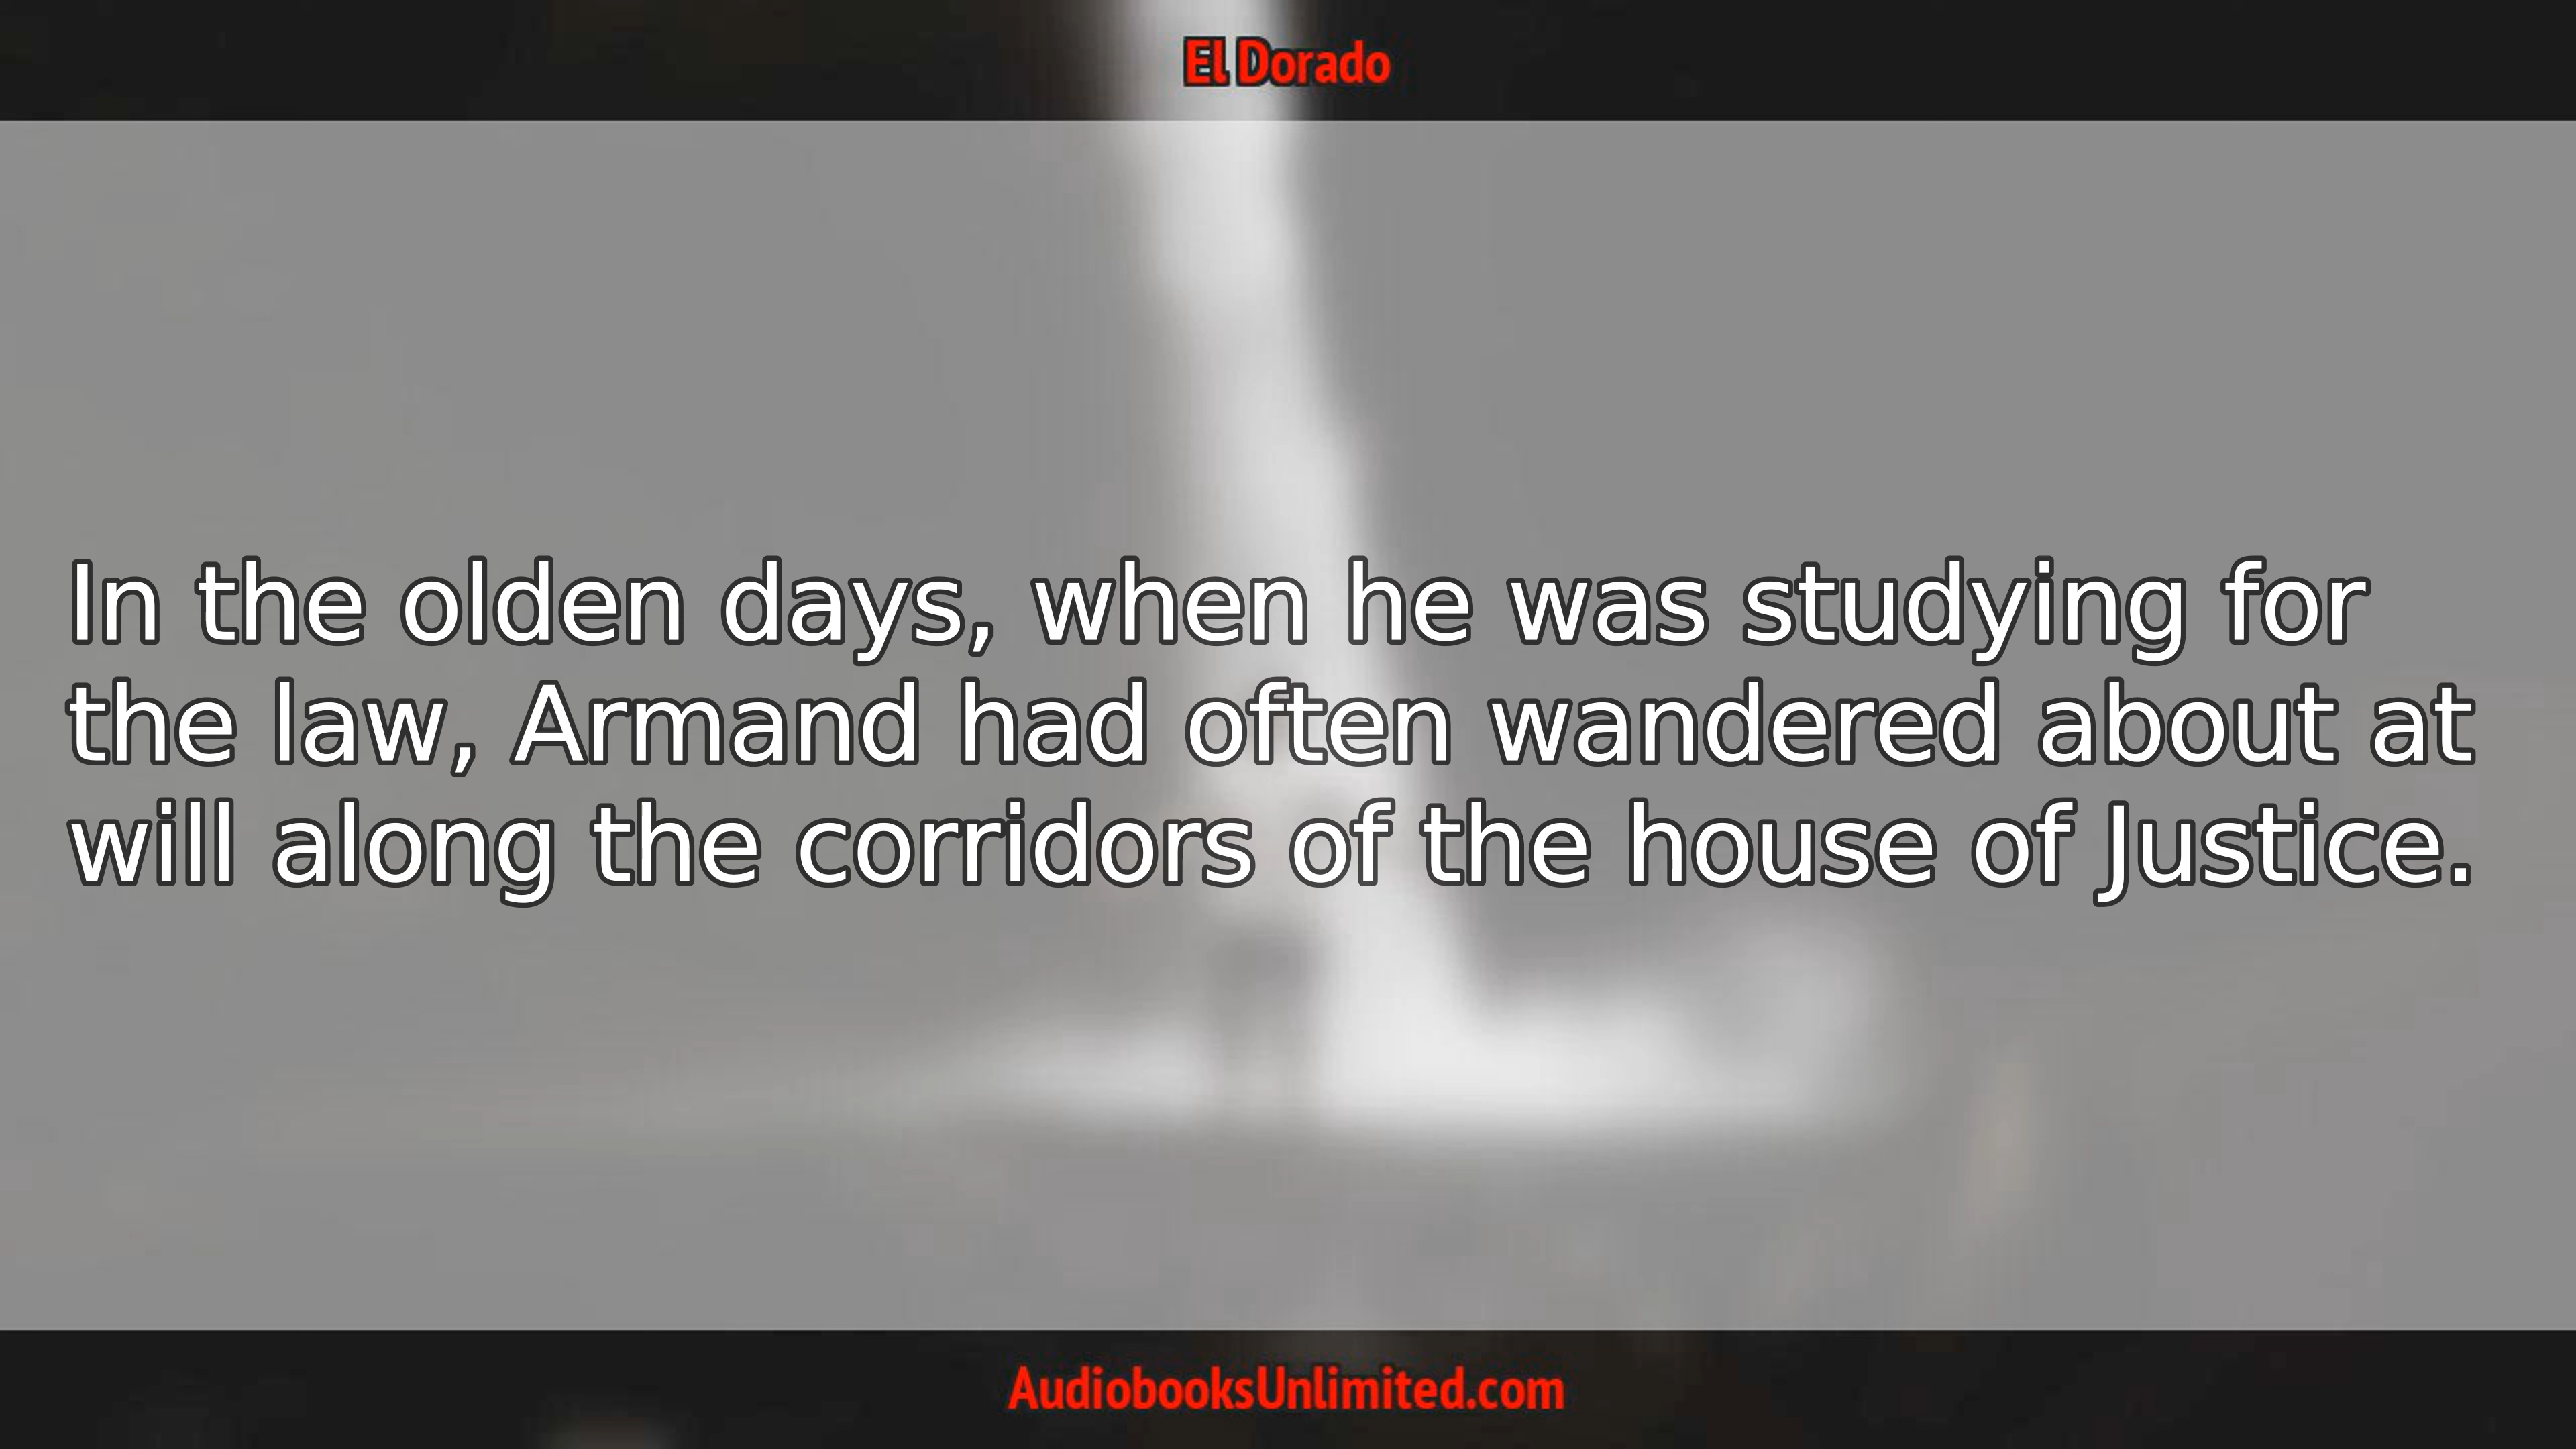 El Dorado
In the olden days, when he was studying for
the law, Armand had often wandered about at
will along the corridors of the house of Justice.
AudiobooksUnlimited.com